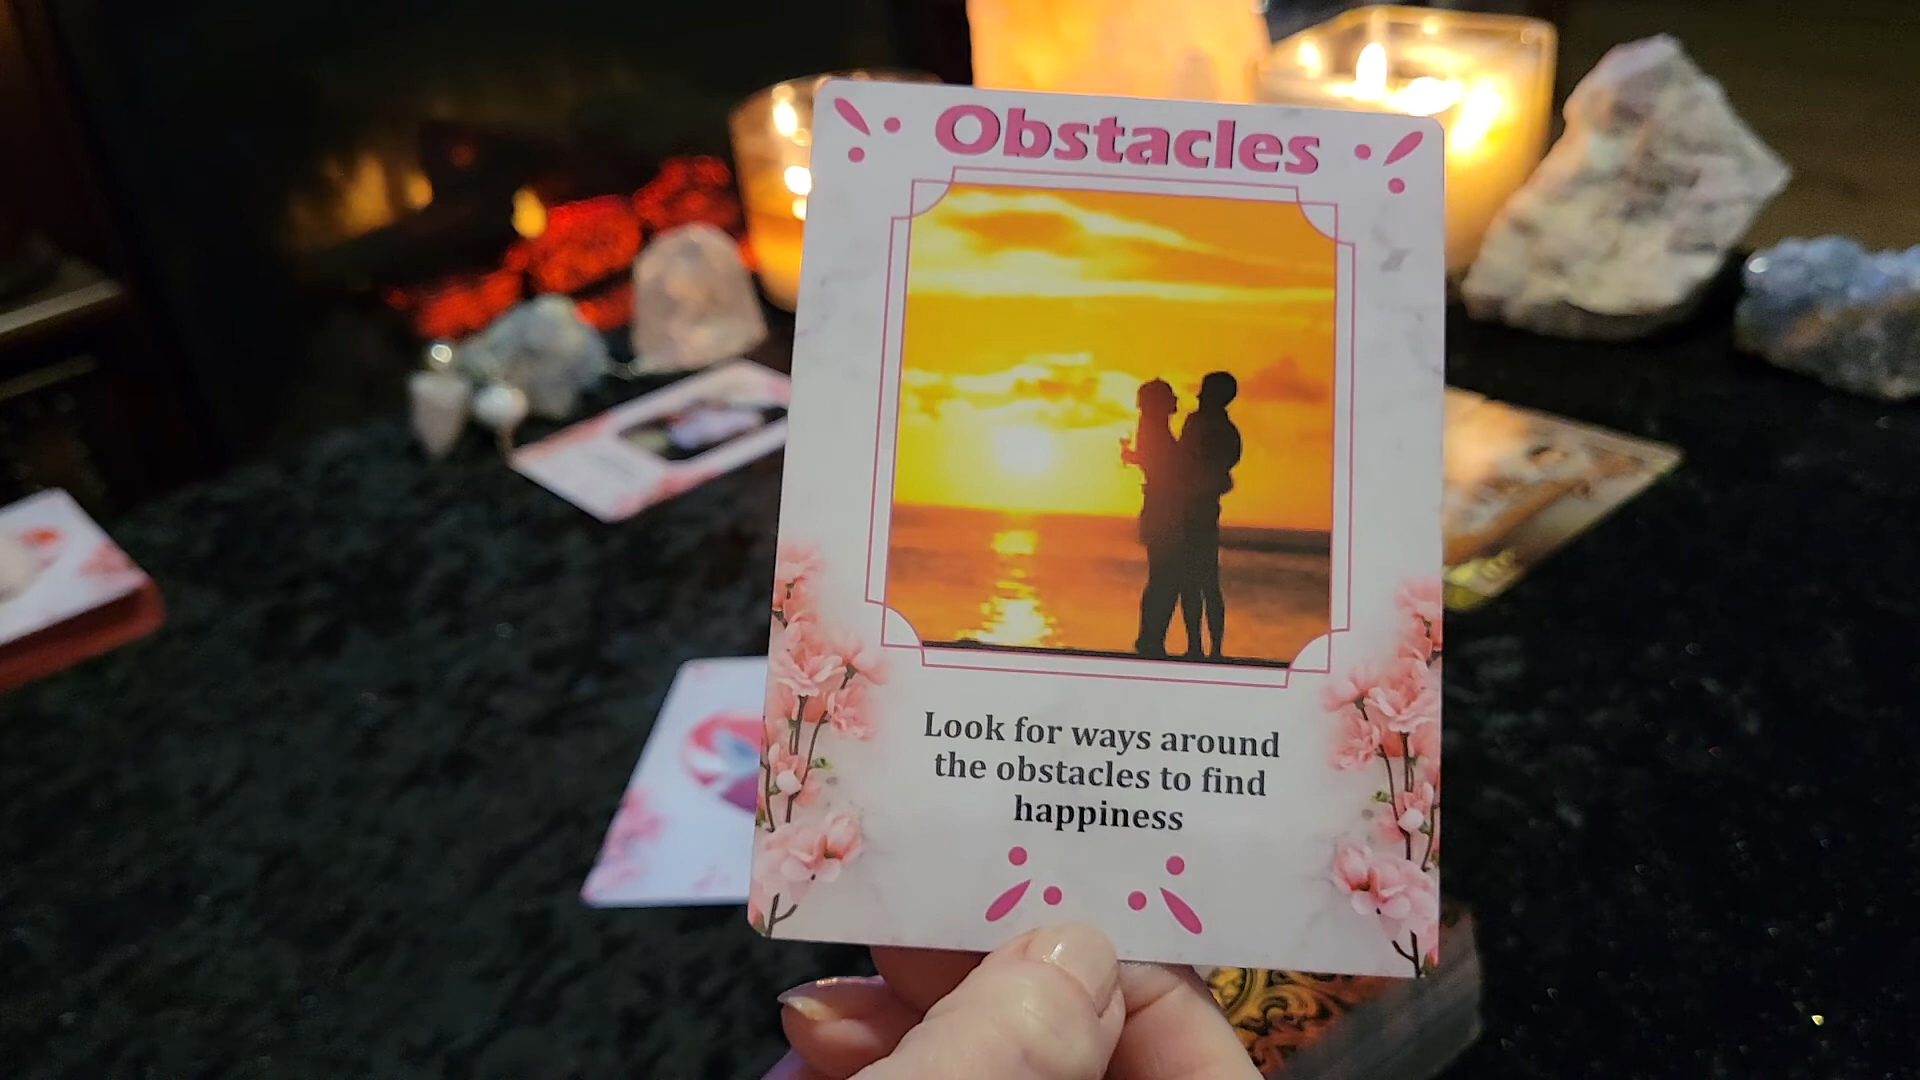 Obstacles
Look for ways around
the obstacles to find
happiness